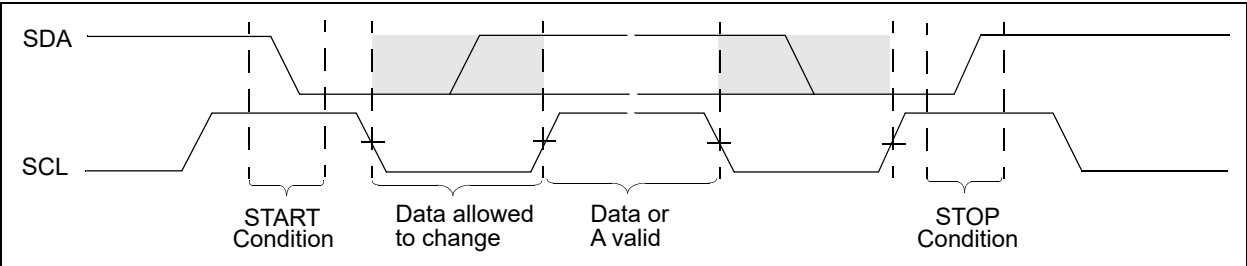 SDA
SCL
START
Condition
Data allowed
to change
Data or
A valid
STOP
Condition